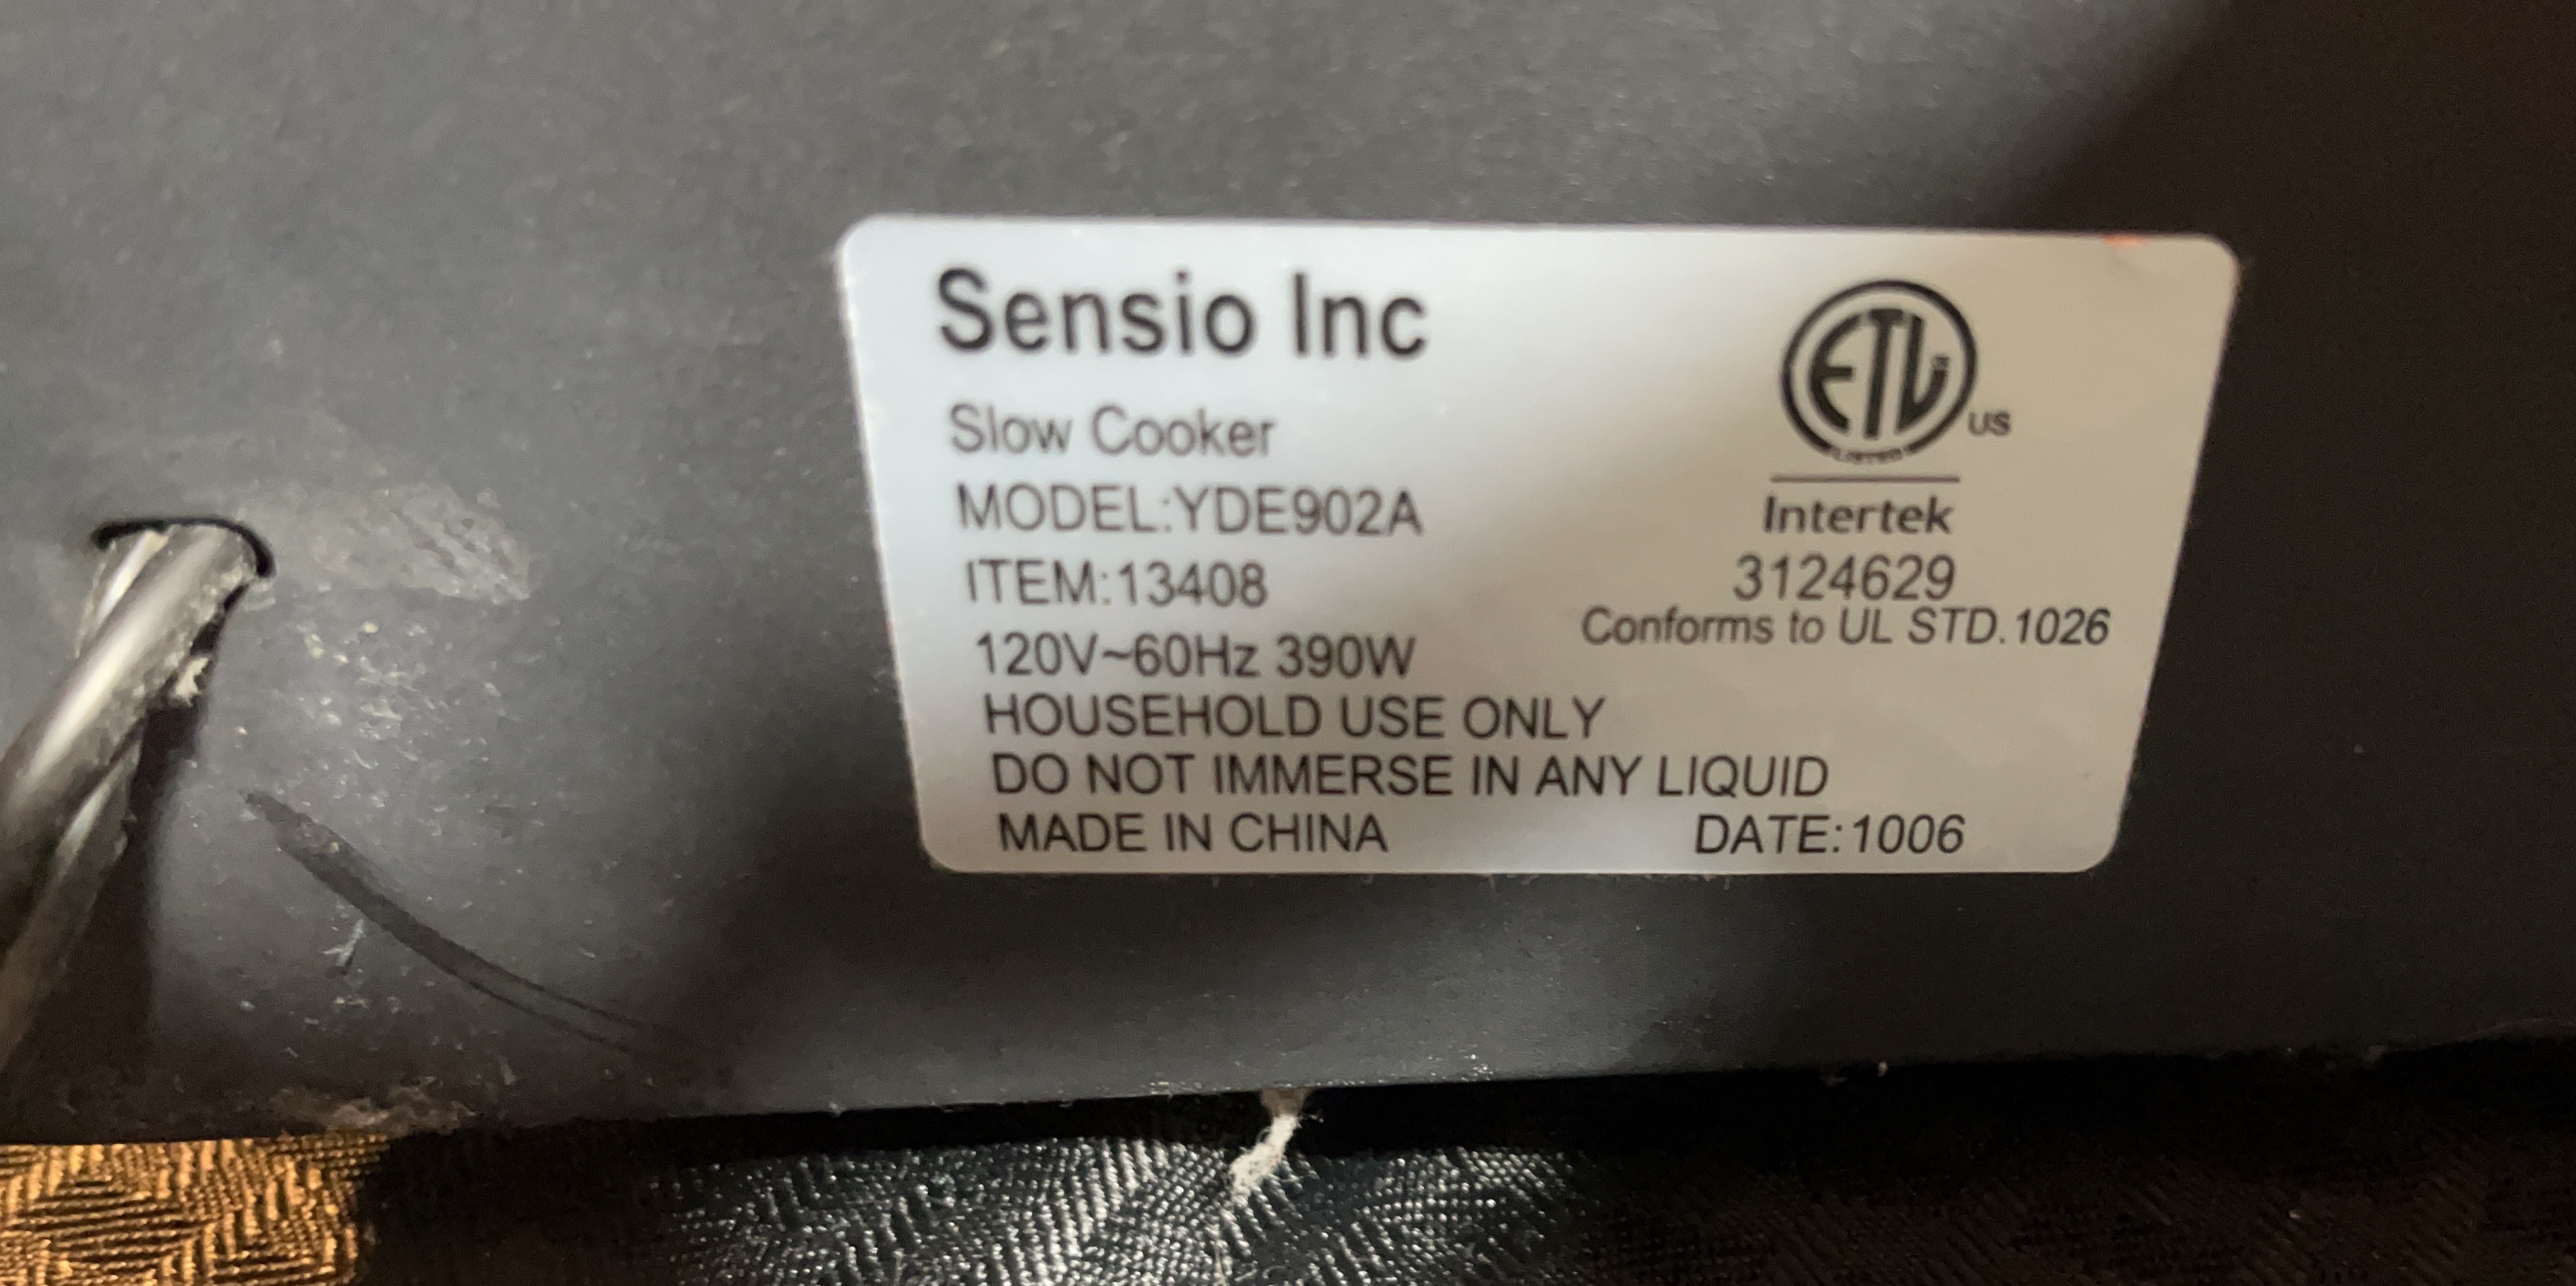 Sensio Inc
Slow Cooker
MODEL:YDE902A
ITEM:13408
120V~60Hz 390W
HOUSEHOLD USE ONLY
DO NOT IMMERSE IN ANY LIQUID
MADE IN CHINA
DATE:1006
ETL
US
LISTED
Intertek
3124629
Conforms to UL STD.1026